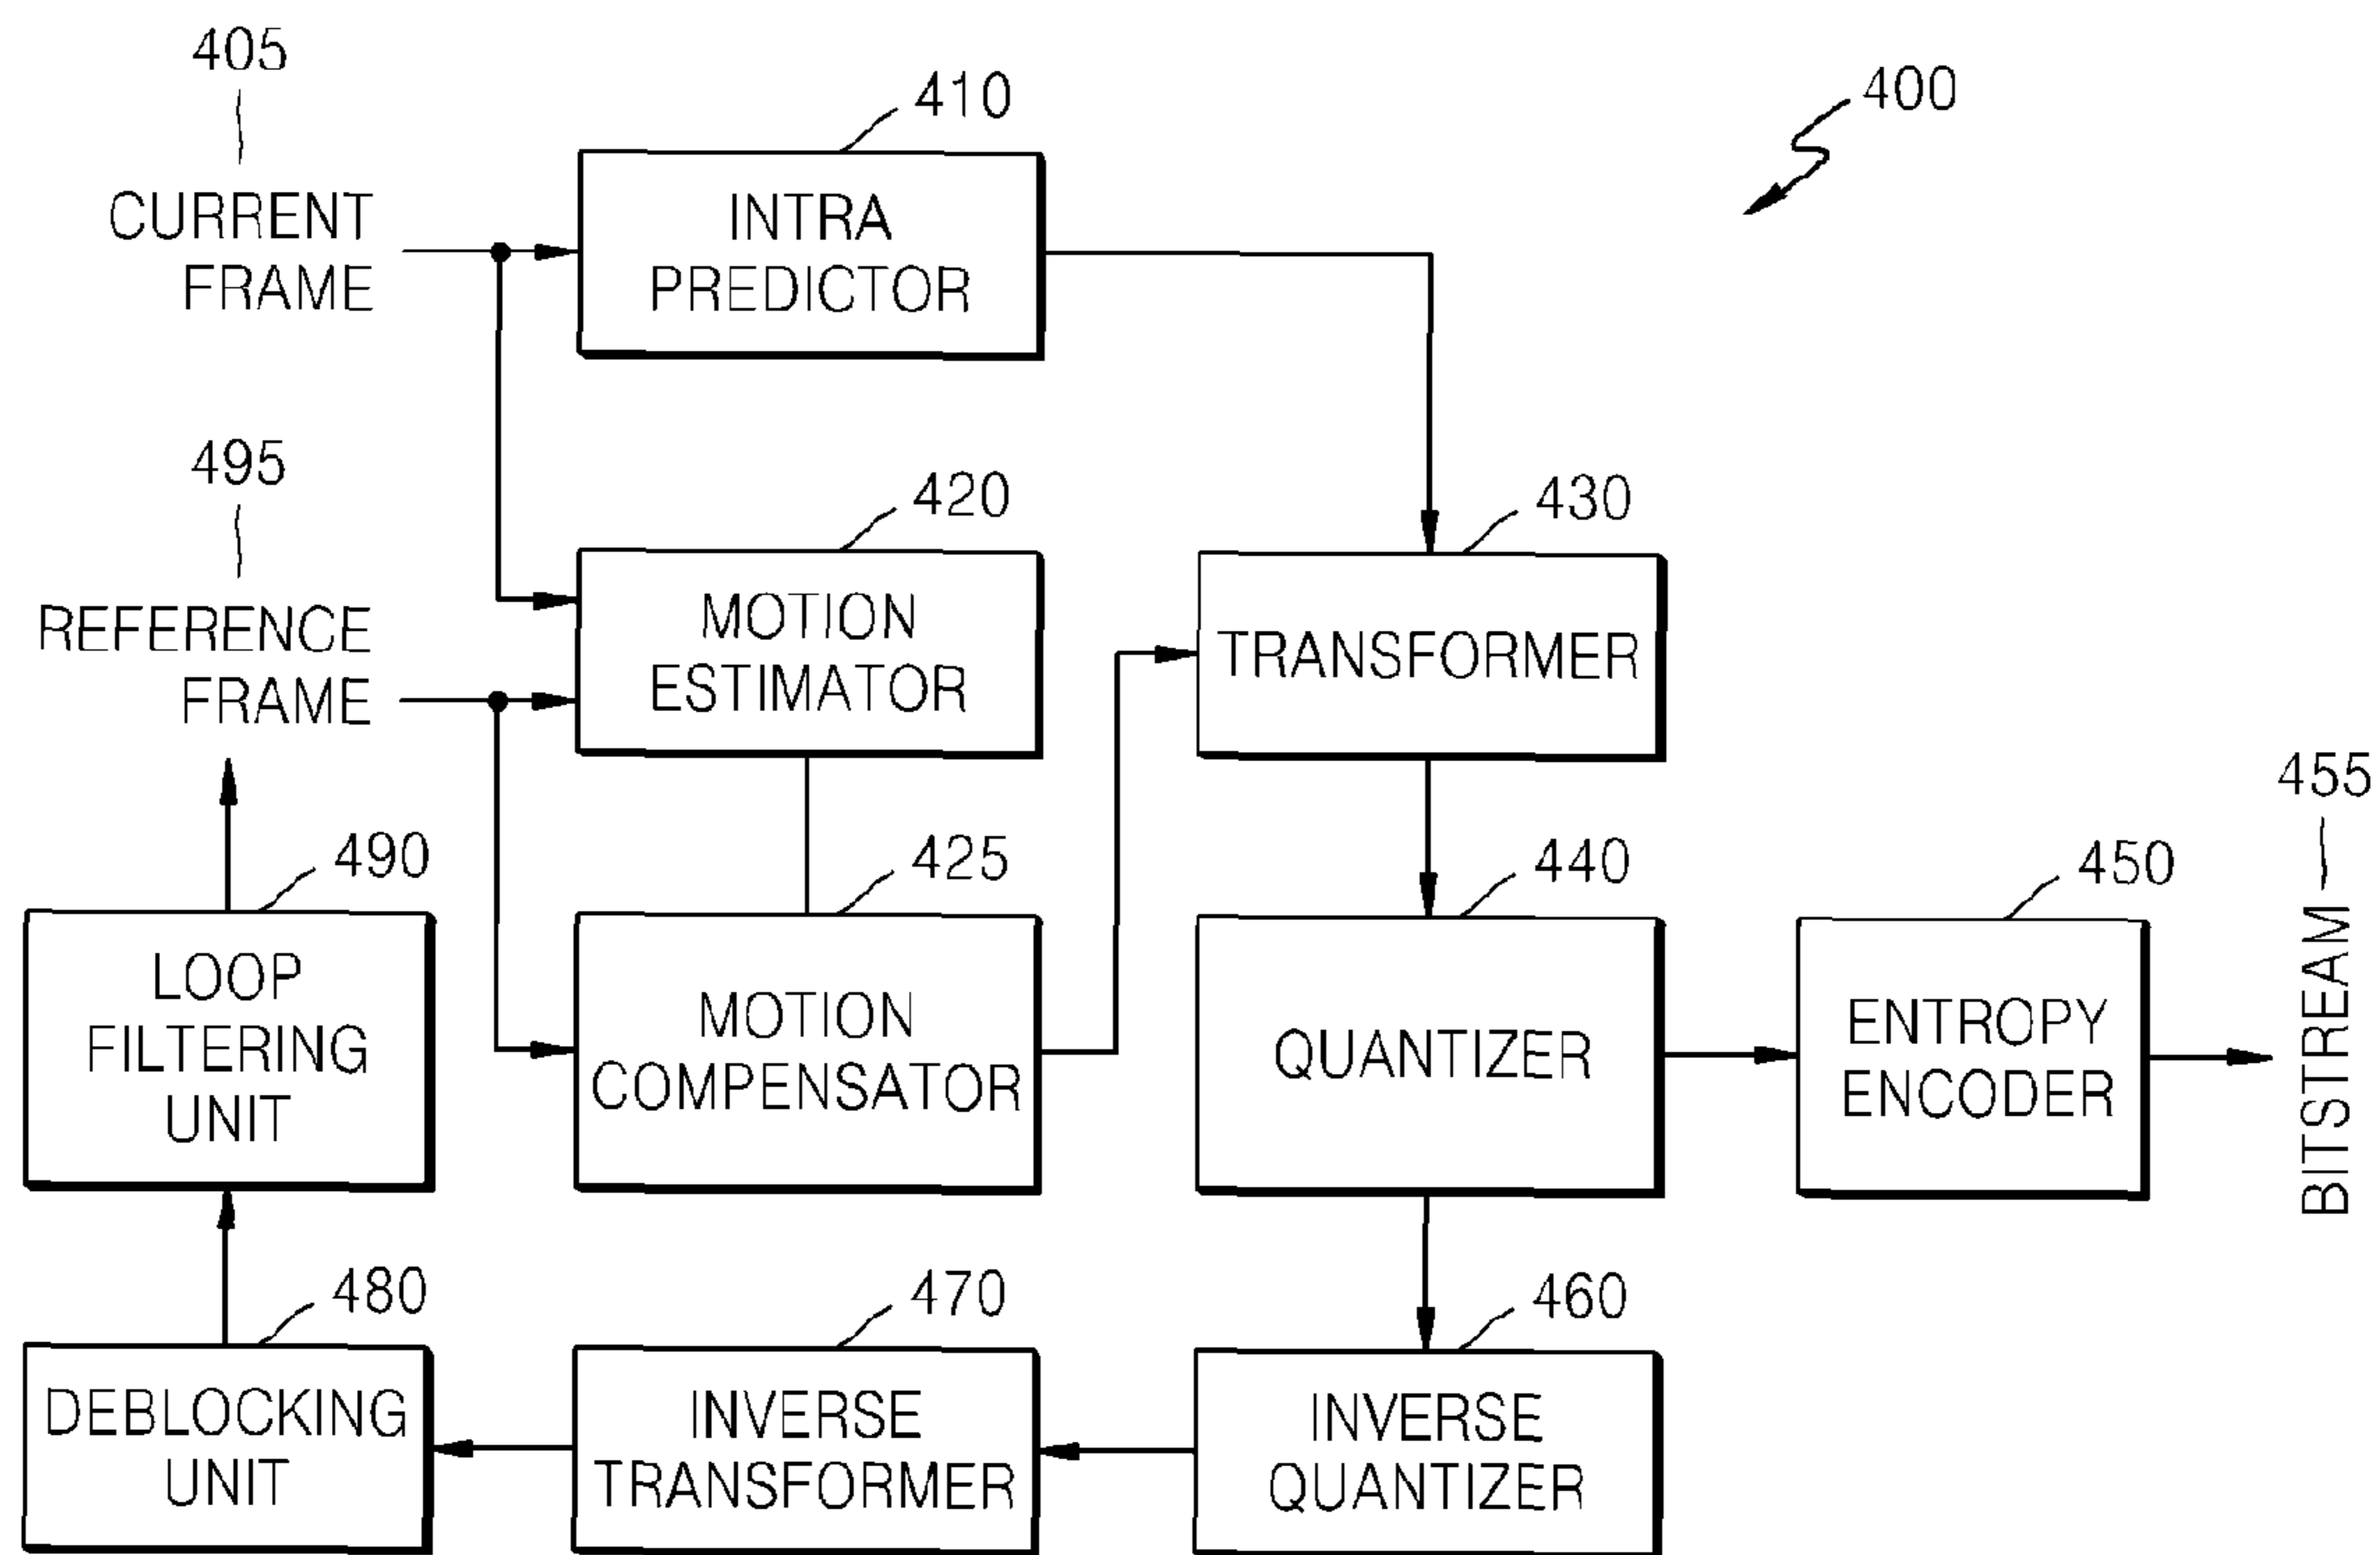 405
CURRENT
FRAME
410
INTRA
PREDICTOR
400
495
REFERENCE
FRAME
420
MOTION
ESTIMATOR
430
TRANSFORMER
490
LOOP
FILTERING
UNIT
425
MOTION
COMPENSATOR
440
QUANTIZER
450
ENTROPY
ENCODER
455
BITSTREAM
480
DEBLOCKING
UNIT
470
INVERSE
TRANSFORMER
460
INVERSE
QUANTIZER